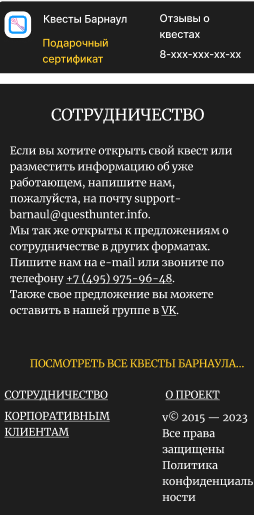 Квесты Барнаул
Подарочный
сертификат
Отзывы о
квестах
8-xxx-xxx-xx-xx
СОТРУДНИЧЕСТВО
Если вы хотите открыть свой квест или
разместить информацию об уже
работающем, напишите нам,
пожалуйста, на почту support-
barnaul@questhunter.info.
Мы так же открыты к предложениям о
сотрудничестве в других форматах.
Пишите нам на e-mail или звоните по
телефону +7 (495) 975-96-48.
Также свое предложение вы можете
оставить в нашей группе в VK.
ПОСМОТРЕТЬ ВСЕ КВЕСТЫ БАРНАУЛА...
СОТРУДНИЧЕСТВО
КОРПОРАТИВНЫМ
КЛИЕНТАМ
О ПРОЕКТ
v© 2015 — 2023
Все права
защищены
Политика
конфиденциаль
ности